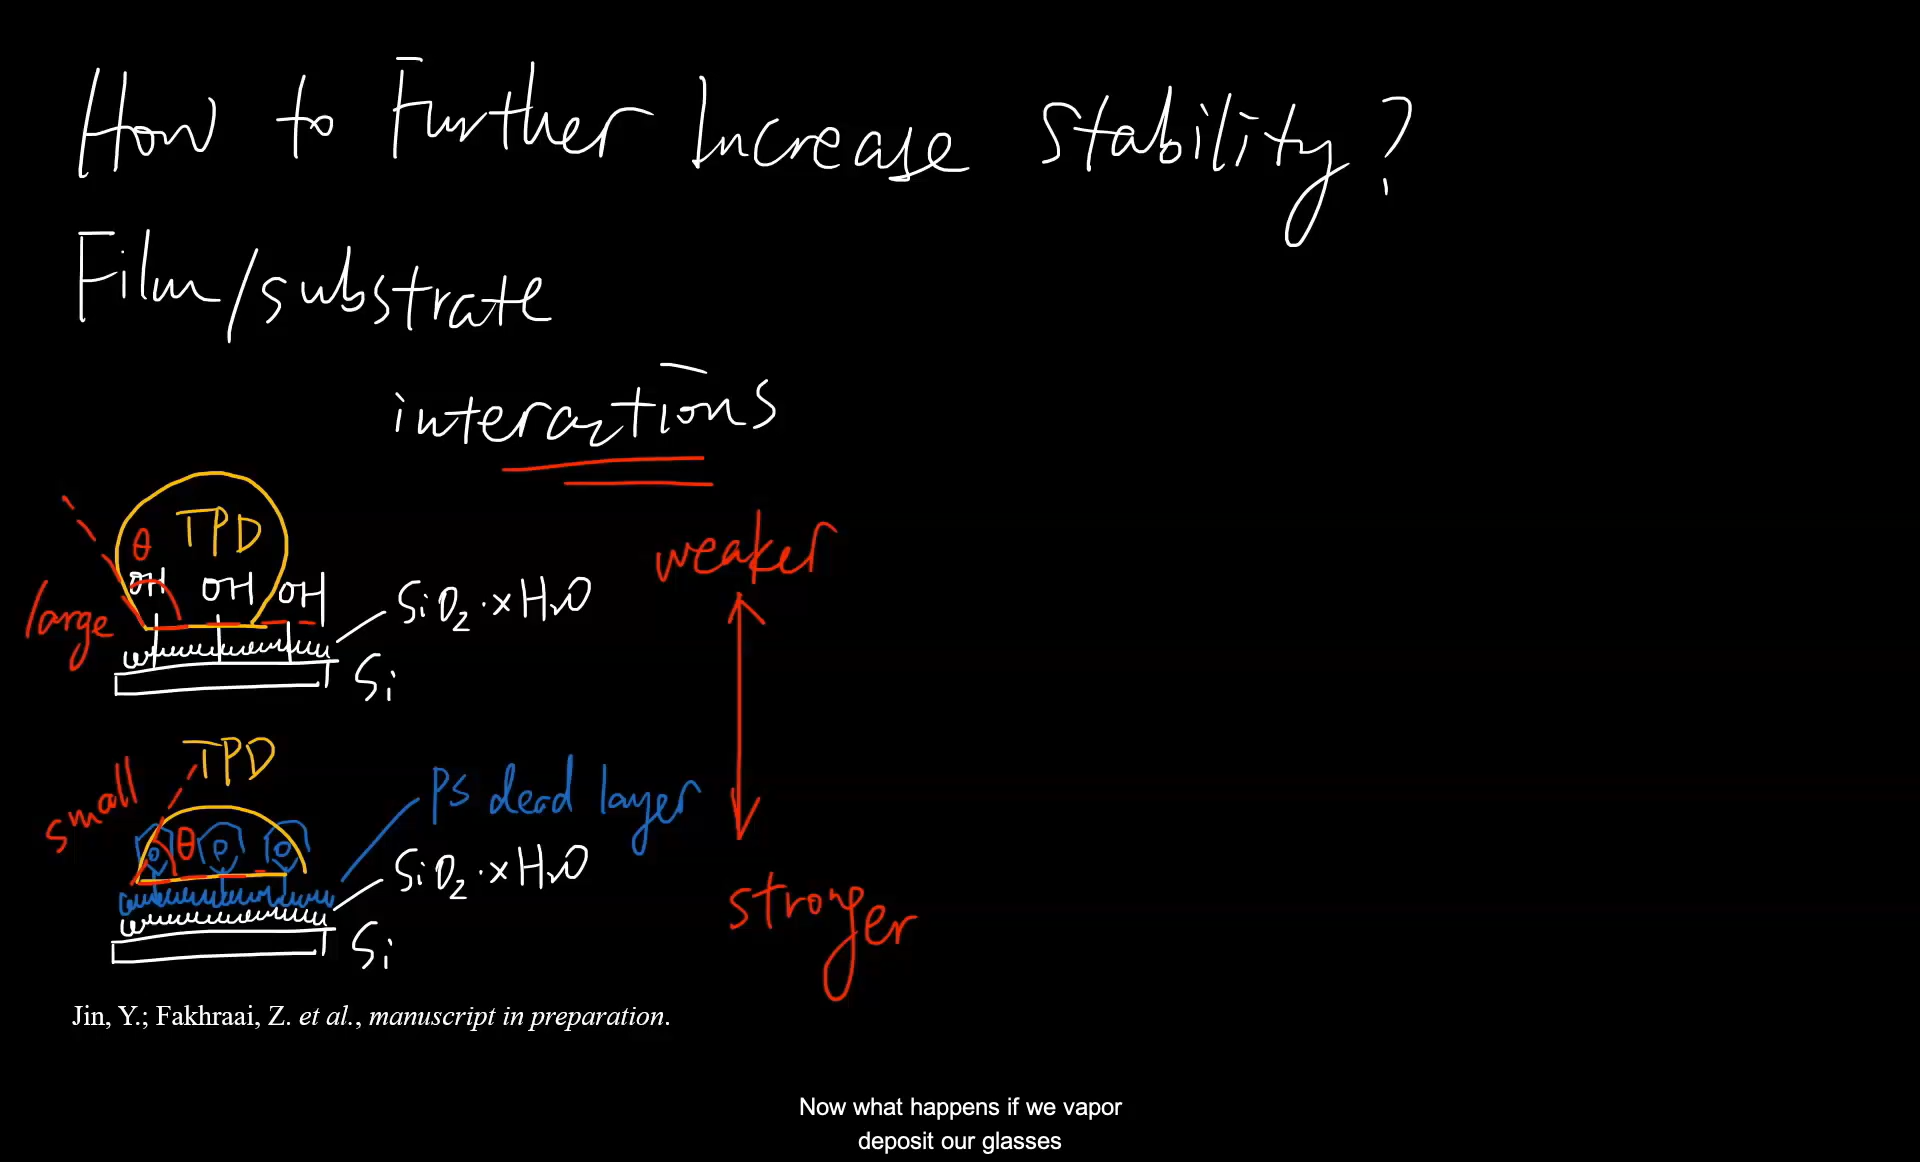 How to Further Increase Stability?
Film/substrate
interactions
TPD
θ
OH OH OH
large
SiO₂·xH₂O
Si
weaker
TPD
small
θ
PS dead layer
SiO₂·xH₂O
Si
stronger
Jin, Y.; Fakhraai, Z. et al., manuscript in preparation.
Now what happens if we vapor
deposit our glasses